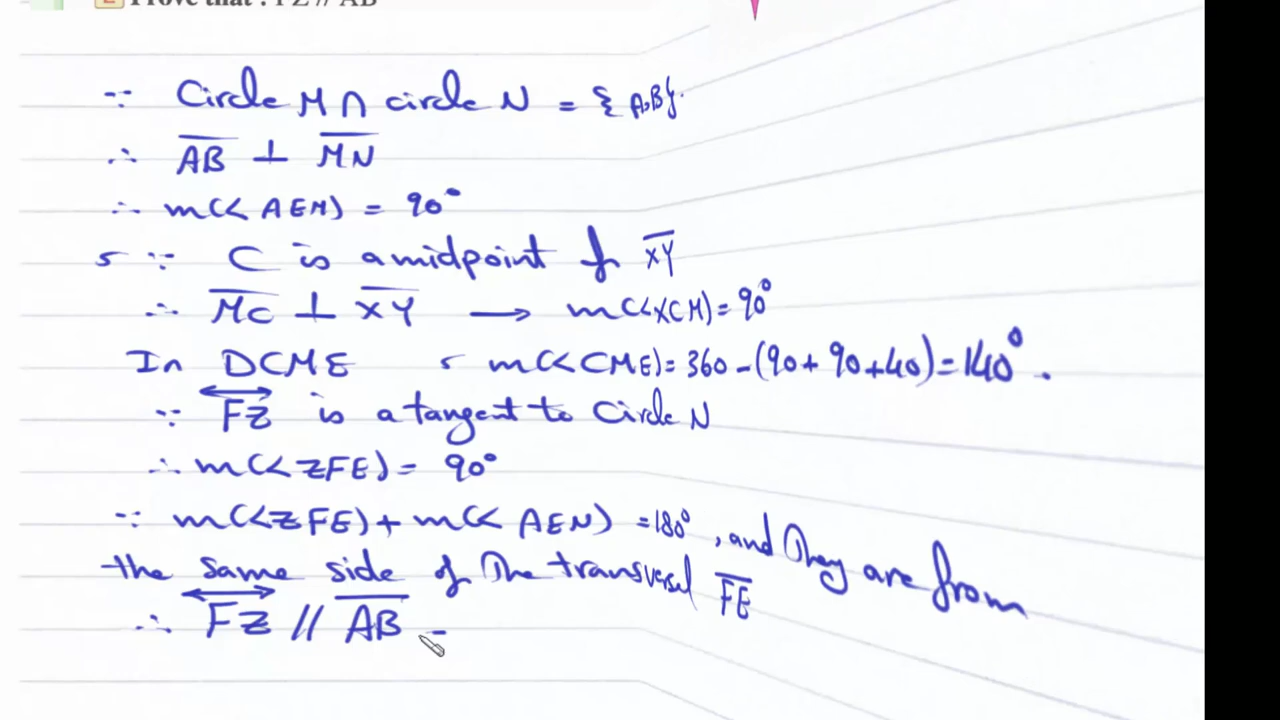 2 Prove that : FZ // AB
∵ Circle M ∩ circle N = {A,B}.
∴ AB ⊥ MN
∴ m(< AEM) = 90°
, ∵ C is a midpoint of XY
∴ MC ⊥ XY → m(<XCM) = 90°
In DCME , m(<CME) = 360 - (90 + 90 + 40) = 140°.
∵ FZ is a tangent to Circle N
∴ m(<ZFE) = 90°
∵ m(<ZFE) + m(< AEN) = 180° , and They are from
the same side of The transversel FE
∴ FZ // AB -